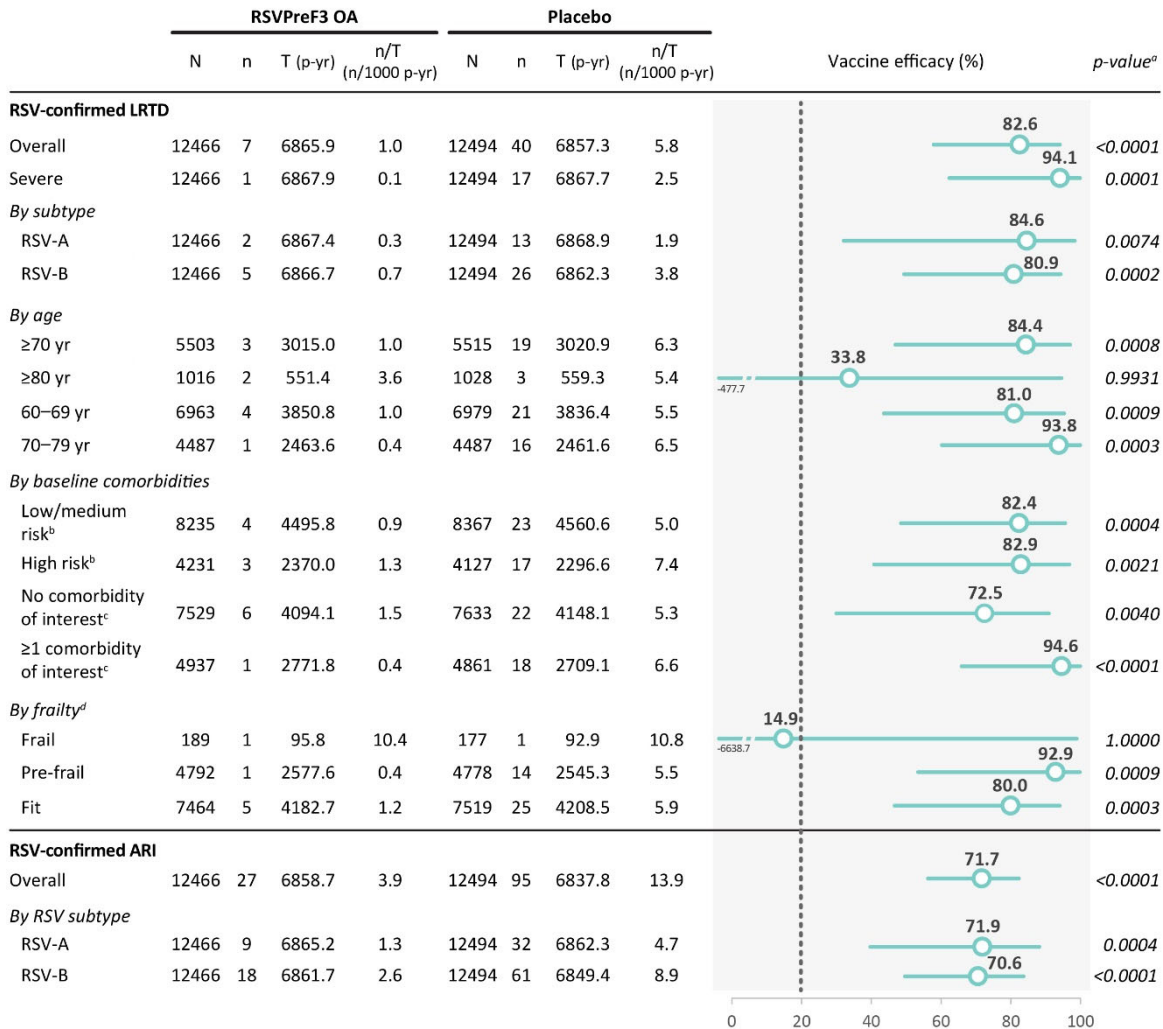 RSVPreF3 OA Placebo
N n T (p-yr) n/T (n/1000 p-yr) N n T (p-yr) n/T (n/1000 p-yr) Vaccine efficacy (%) p-valueᵃ
RSV-confirmed LRTD
Overall 12466 7 6865.9 1.0 12494 40 6857.3 5.8 82.6 <0.0001
Severe 12466 1 6867.9 0.1 12494 17 6867.7 2.5 94.1 0.0001
By subtype
RSV-A 12466 2 6867.4 0.3 12494 13 6868.9 1.9 84.6 0.0074
RSV-B 12466 5 6866.7 0.7 12494 26 6862.3 3.8 80.9 0.0002
By age
≥70 yr 5503 3 3015.0 1.0 5515 19 3020.9 6.3 84.4 0.0008
≥80 yr 1016 2 551.4 3.6 1028 3 559.3 5.4 -477.7 33.8 0.9931
60–69 yr 6963 4 3850.8 1.0 6979 21 3836.4 5.5 81.0 0.0009
70–79 yr 4487 1 2463.6 0.4 4487 16 2461.6 6.5 93.8 0.0003
By baseline comorbidities
Low/medium
riskᵇ 8235 4 4495.8 0.9 8367 23 4560.6 5.0 82.4 0.0004
High riskᵇ 4231 3 2370.0 1.3 4127 17 2296.6 7.4 82.9 0.0021
No comorbidity
of interestᶜ 7529 6 4094.1 1.5 7633 22 4148.1 5.3 72.5 0.0040
≥1 comorbidity
of interestᶜ 4937 1 2771.8 0.4 4861 18 2709.1 6.6 94.6 <0.0001
By frailtyᵈ
Frail 189 1 95.8 10.4 177 1 92.9 10.8 -6638.7 14.9 1.0000
Pre-frail 4792 1 2577.6 0.4 4778 14 2545.3 5.5 92.9 0.0009
Fit 7464 5 4182.7 1.2 7519 25 4208.5 5.9 80.0 0.0003
RSV-confirmed ARI
Overall 12466 27 6858.7 3.9 12494 95 6837.8 13.9 71.7 <0.0001
By RSV subtype
RSV-A 12466 9 6865.2 1.3 12494 32 6862.3 4.7 71.9 0.0004
RSV-B 12466 18 6861.7 2.6 12494 61 6849.4 8.9 70.6 <0.0001
0 20 40 60 80 100